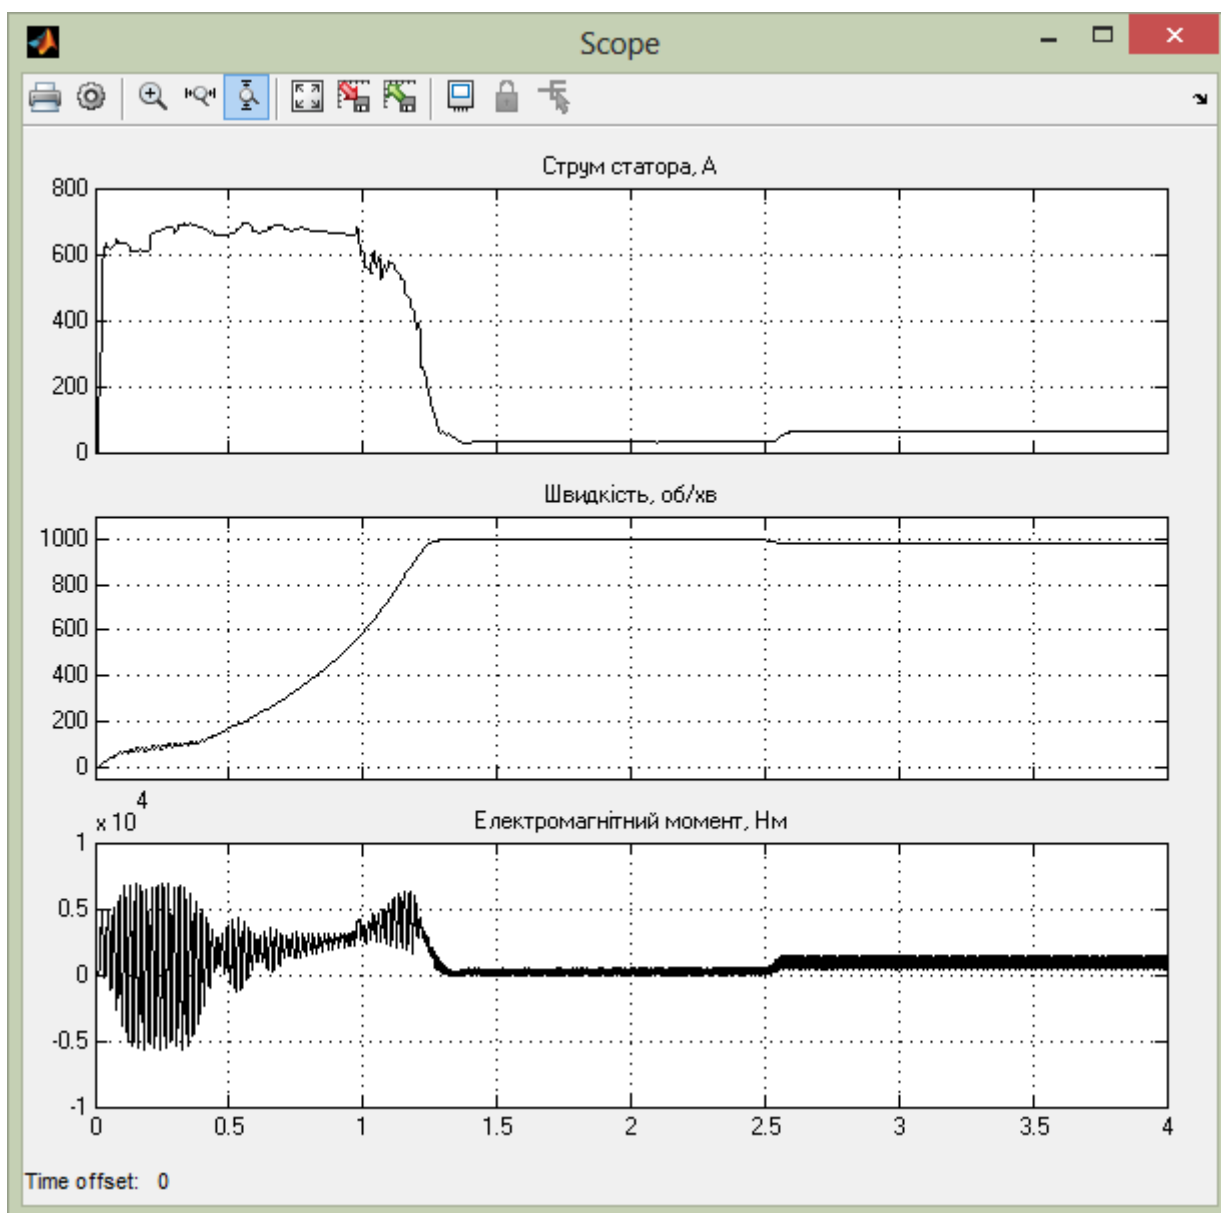 Scope
Струм статора, А
800
600
400
200
0
Швидкість, об/хв
1000
800
600
400
200
0
x 10 4
Електромагнітний момент, Нм
1
0.5
0
-0.5
-1
0 0.5 1 1.5 2 2.5 3 3.5 4
Time offset: 0